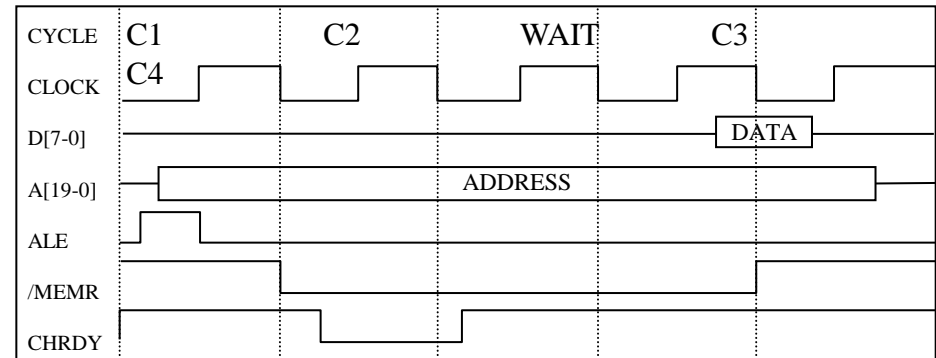 CYCLE C1 C2 WAIT C3
C4
CLOCK
D[7-0] DATA
A[19-0] ADDRESS
ALE
/MEMR
CHRDY